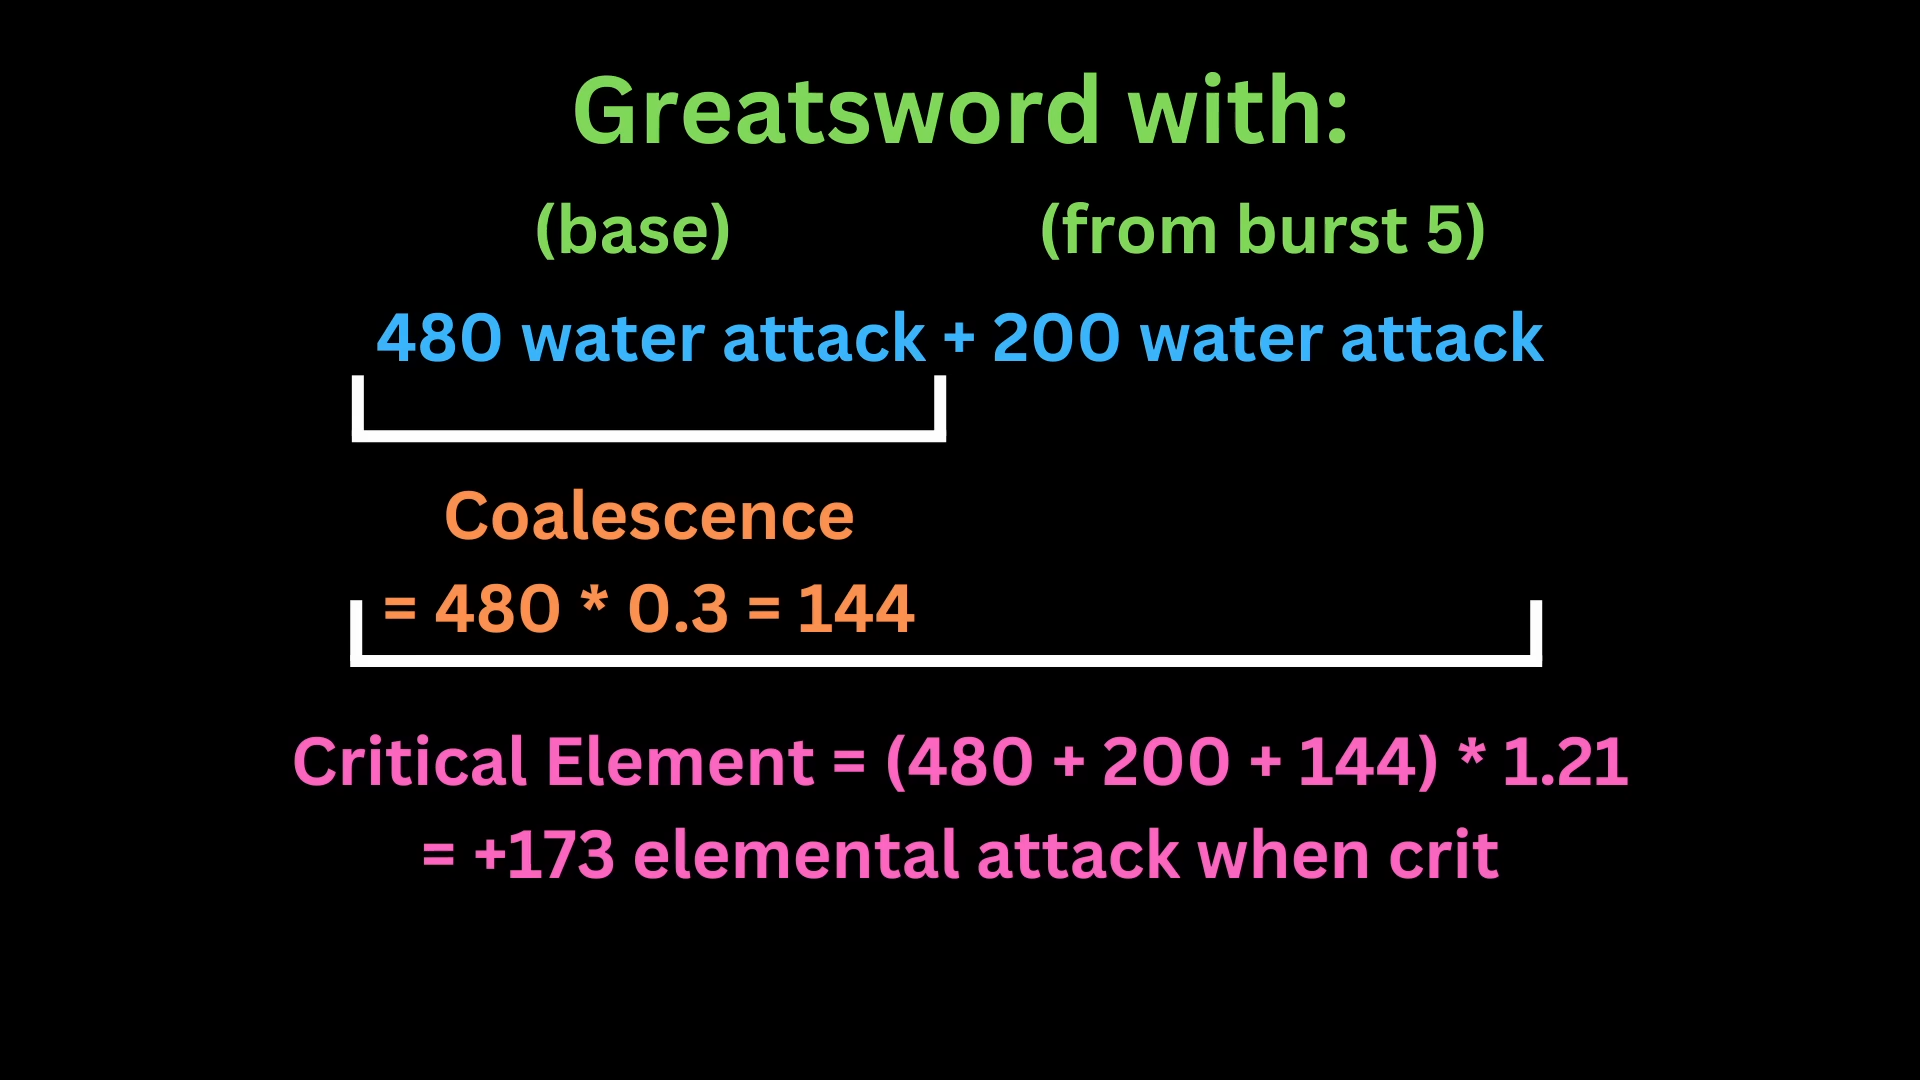 Greatsword with:
(base) (from burst 5)
480 water attack + 200 water attack
Coalescence
= 480 * 0.3 = 144
Critical Element = (480 + 200 + 144) * 1.21
= +173 elemental attack when crit